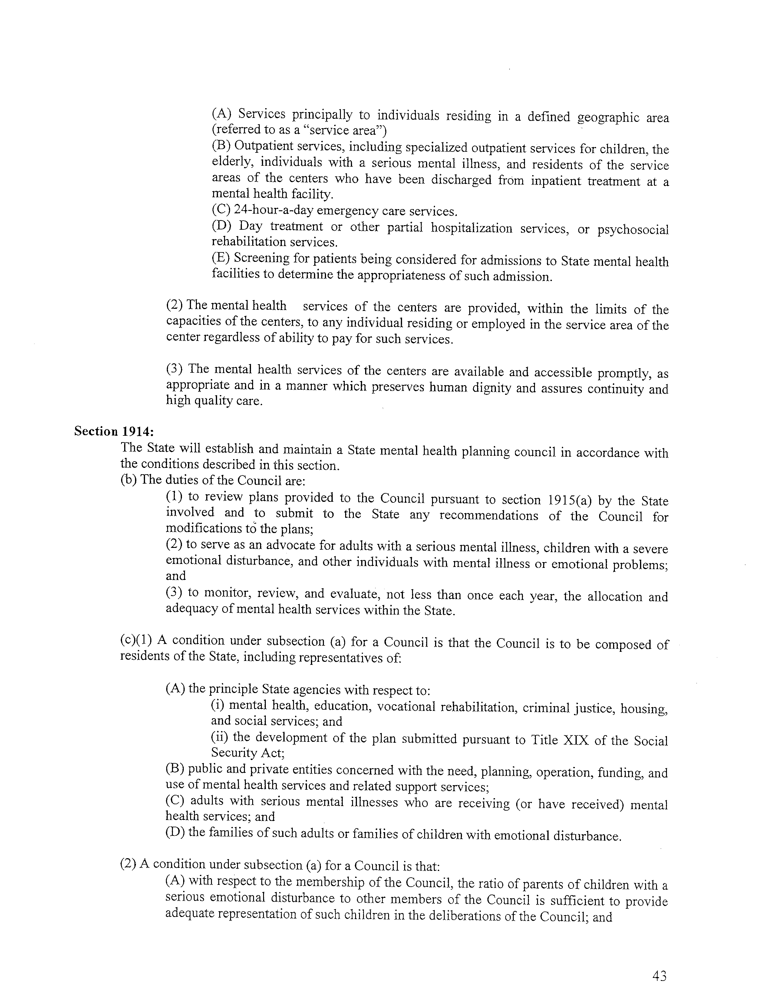 (A) Services principally to individuals residing in a defined geographic area
(referred to as a “service area”)
(B) Outpatient services, including specialized outpatient services for children, the
elderly, individuals with a serious mental illness, and residents of the service
areas of the centers who have been discharged from inpatient treatment at a
mental health facility.
(C) 24-hour-a-day emergency care services.
(D) Day treatment or other partial hospitalization services, or psychosocial
rehabilitation services.
(E) Screening for patients being considered for admissions to State mental health
facilities to determine the appropriateness of such admission.
(2) The mental health services of the centers are provided, within the limits of the
capacities of the centers, to any individual residing or employed in the service area of the
center regardless of ability to pay for such services.
(3) The mental health services of the centers are available and accessible promptly, as
appropriate and in a manner which preserves human dignity and assures continuity and
high quality care.
Section 1914:
The State will establish and maintain a State mental health planning council in accordance with
the conditions described in this section.
(b) The duties of the Council are:
(1) to review plans provided to the Council pursuant to section 1915(a) by the State
involved and to submit to the State any recommendations of the Council for
modifications to the plans;
(2) to serve as an advocate for adults with a serious mental illness, children with a severe
emotional disturbance, and other individuals with mental illness or emotional problems;
and
(3) to monitor, review, and evaluate, not less than once each year, the allocation and
adequacy of mental health services within the State.
(c)(1) A condition under subsection (a) for a Council is that the Council is to be composed of
residents of the State, including representatives of:
(A) the principle State agencies with respect to:
(i) mental health, education, vocational rehabilitation, criminal justice, housing,
and social services; and
(ii) the development of the plan submitted pursuant to Title XIX of the Social
Security Act;
(B) public and private entities concerned with the need, planning, operation, funding, and
use of mental health services and related support services;
(C) adults with serious mental illnesses who are receiving (or have received) mental
health services; and
(D) the families of such adults or families of children with emotional disturbance.
(2) A condition under subsection (a) for a Council is that:
(A) with respect to the membership of the Council, the ratio of parents of children with a
serious emotional disturbance to other members of the Council is sufficient to provide
adequate representation of such children in the deliberations of the Council; and
43